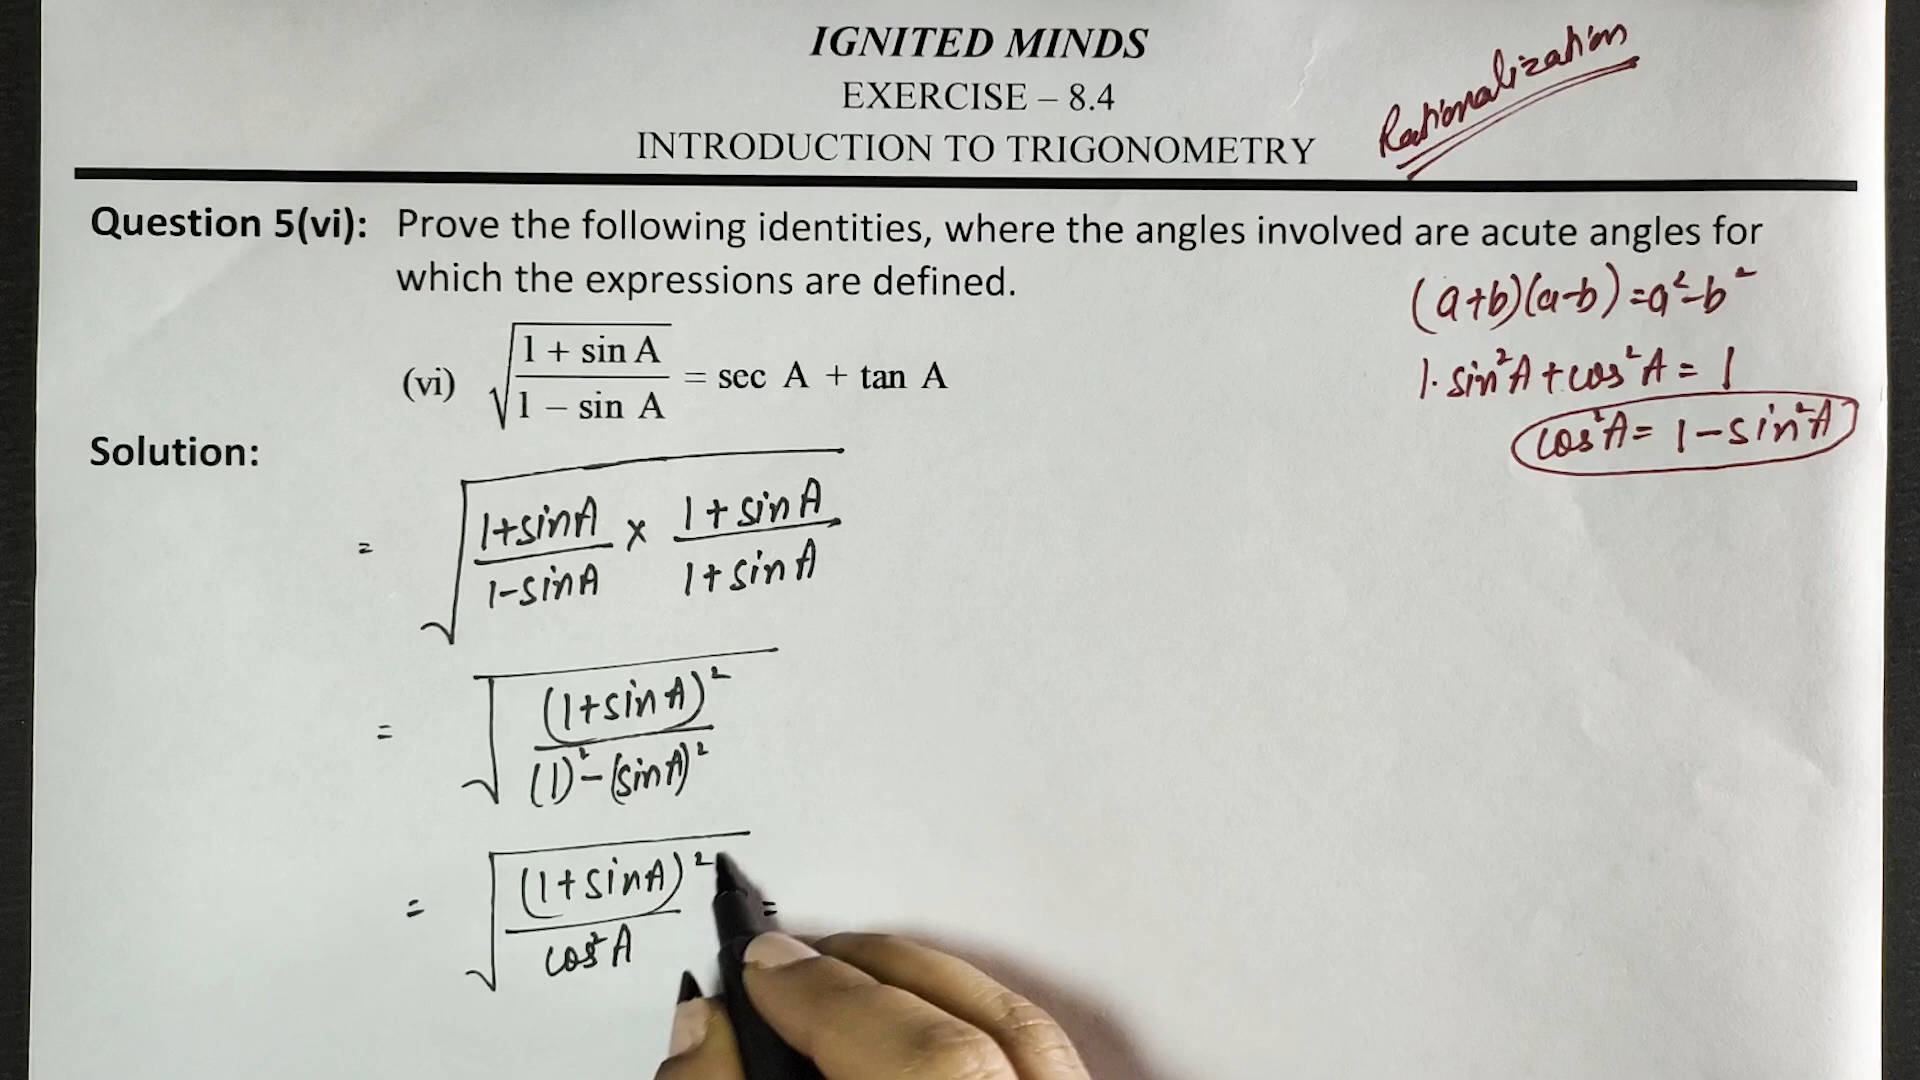 IGNITED MINDS
EXERCISE – 8.4
INTRODUCTION TO TRIGONOMETRY
Rationalization
Question 5(vi): Prove the following identities, where the angles involved are acute angles for
which the expressions are defined.
(a+b)(a-b)=a²-b²
(vi) √((1 + sin A)/(1 – sin A)) = sec A + tan A
1. sin²A + cos²A = 1
cos²A = 1 – sin²A
Solution:
= √((1+sinA)/(1-sinA) × (1+sinA)/(1+sinA))
= √((1+sinA)²/((1)²-(sinA)²))
= √((1+sinA)²/cos²A) =